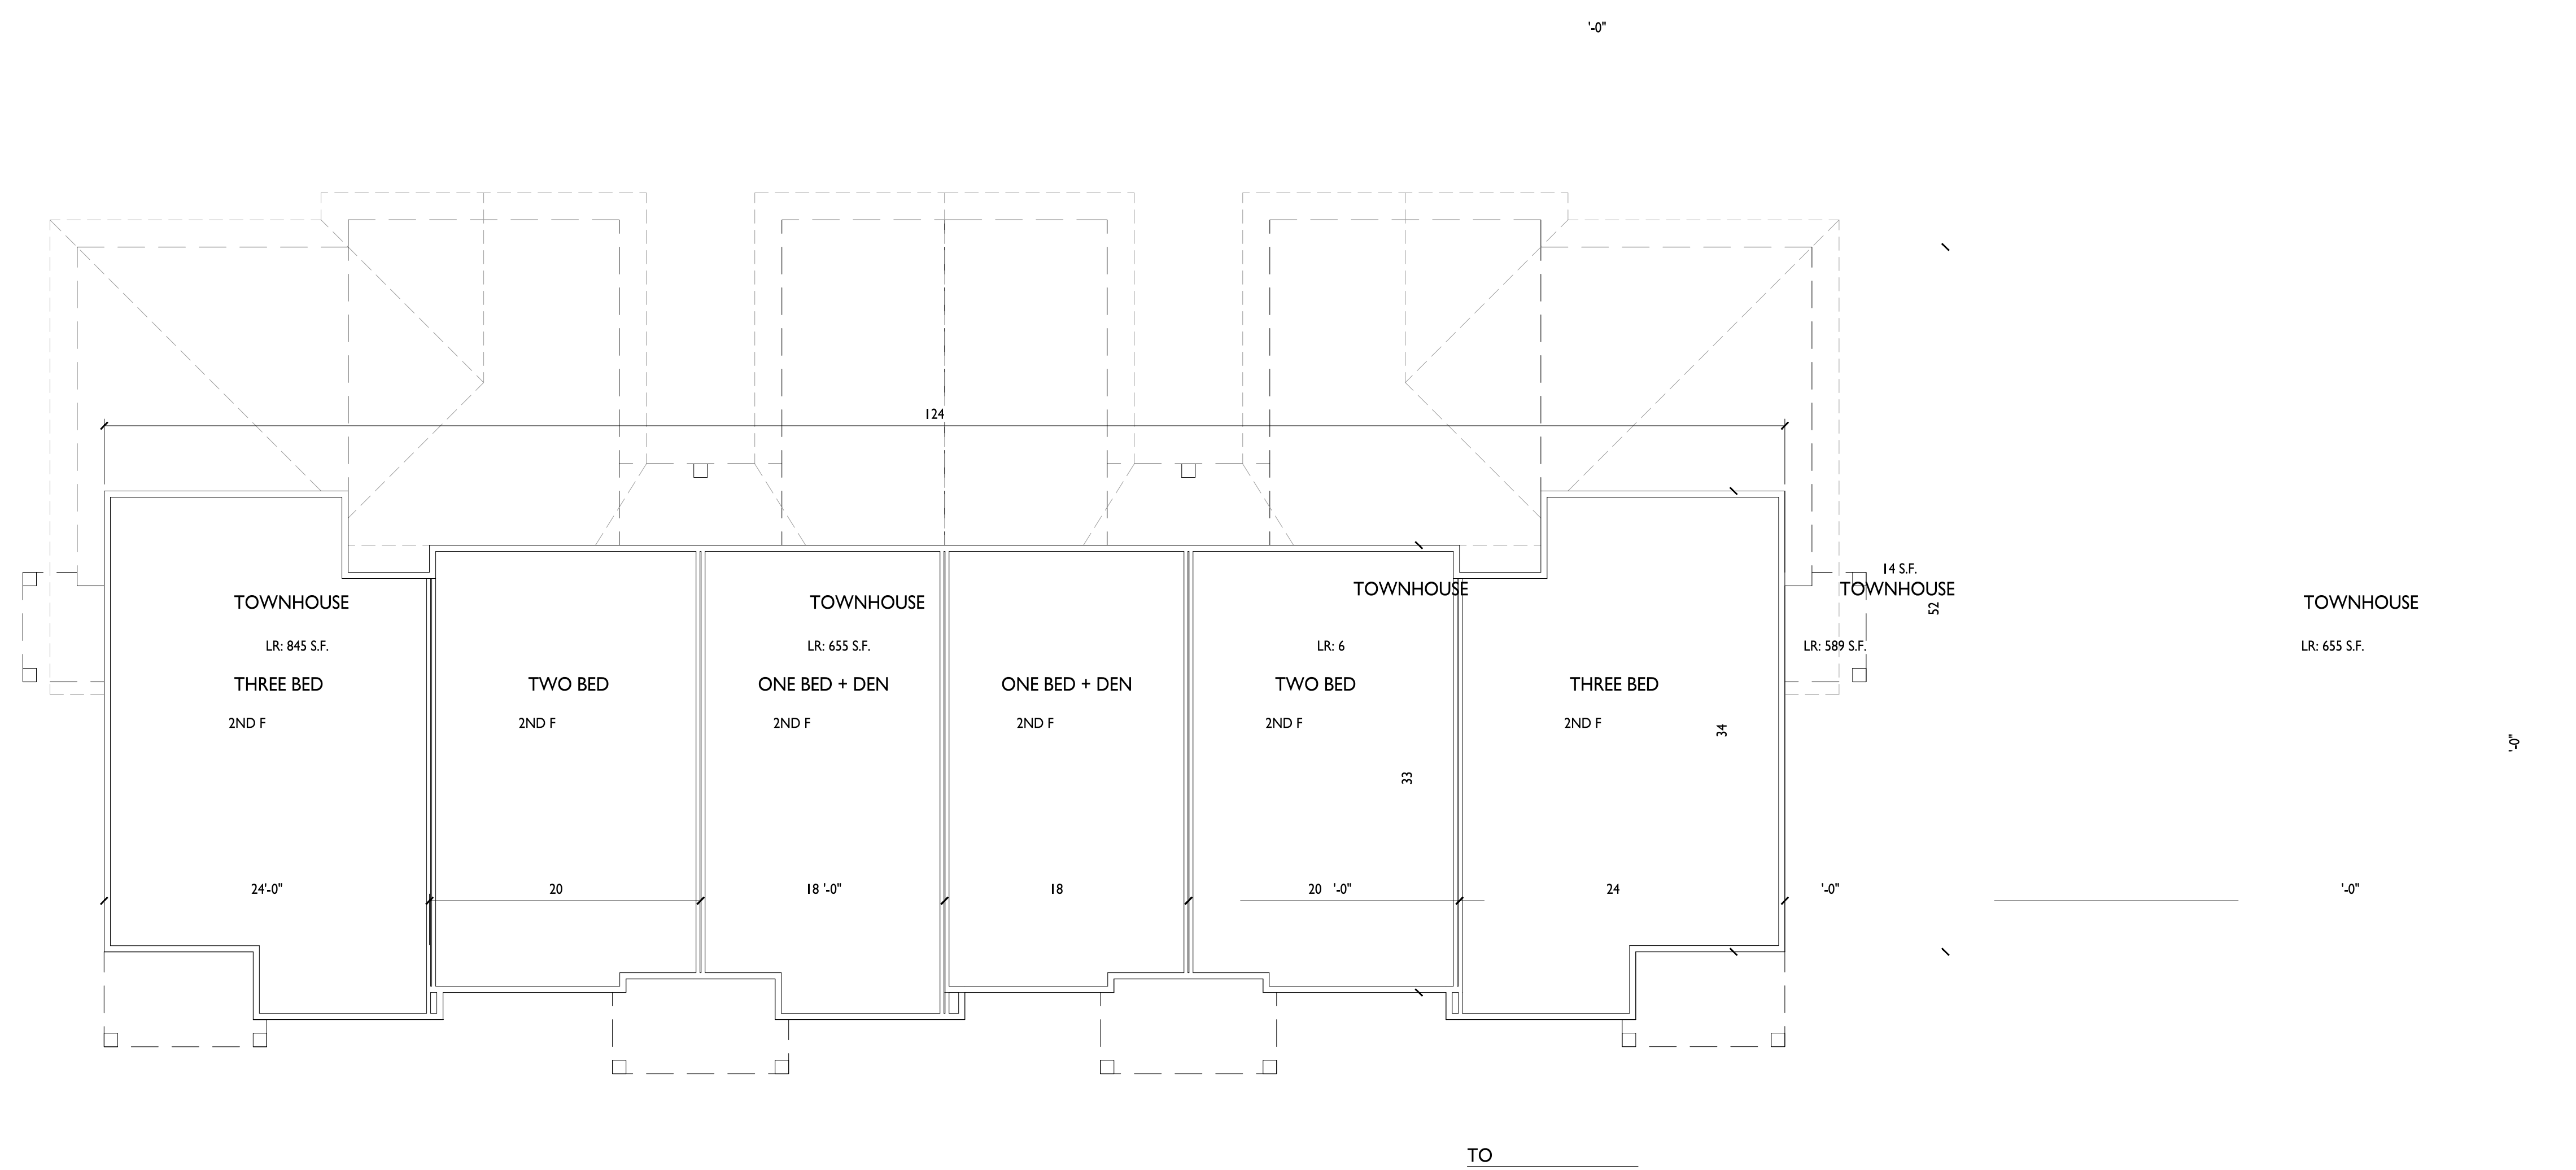 '-0"
124
14 S.F.
TOWNHOUSE TOWNHOUSE
52
TOWNHOUSE TOWNHOUSE TOWNHOUSE
LR: 845 S.F. LR: 655 S.F. LR: 6 LR: 589 S.F. LR: 655 S.F.
THREE BED TWO BED ONE BED + DEN ONE BED + DEN TWO BED THREE BED
2ND F 2ND F 2ND F 2ND F 2ND F 2ND F
34
'-0"
33
24'-0" 20 18 '-0" 18 20 '-0" 24 '-0" '-0"
TO